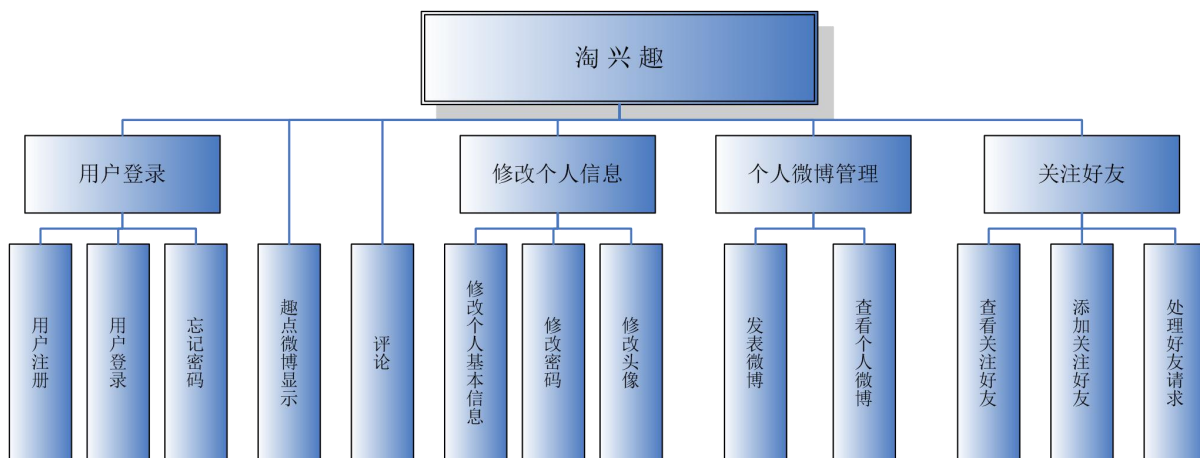 淘兴趣
用户登录
修改个人信息
个人微博管理
关注好友
用户注册
用户登录
忘记密码
趣点微博显示
评论
修改个人基本信息
修改密码
修改头像
发表微博
查看个人微博
查看关注好友
添加关注好友
处理好友请求